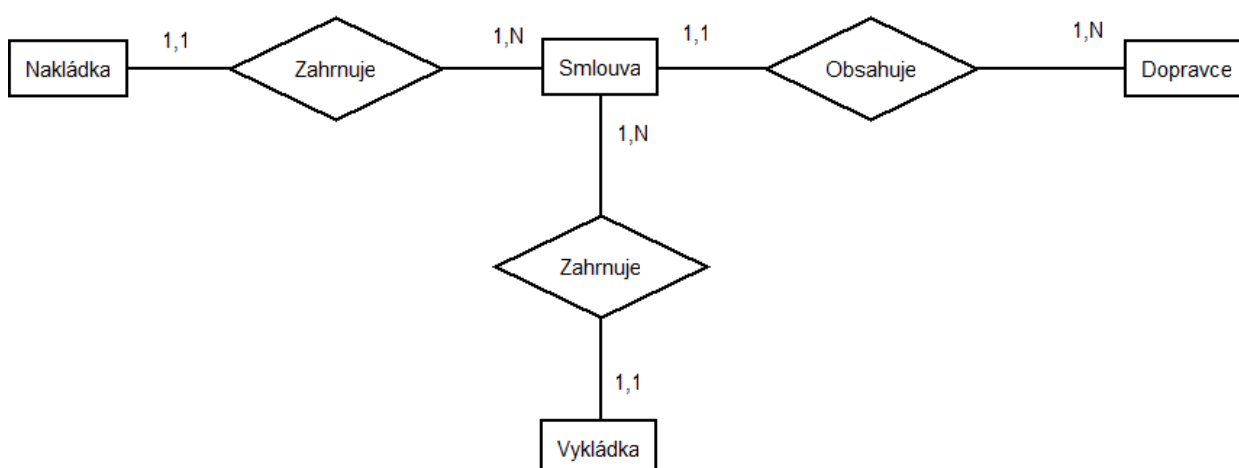 1,1
1,N
1,1
1,N
Nakládka
Zahrnuje
Smlouva
Obsahuje
Dopravce
1,N
Zahrnuje
1,1
Vykládka